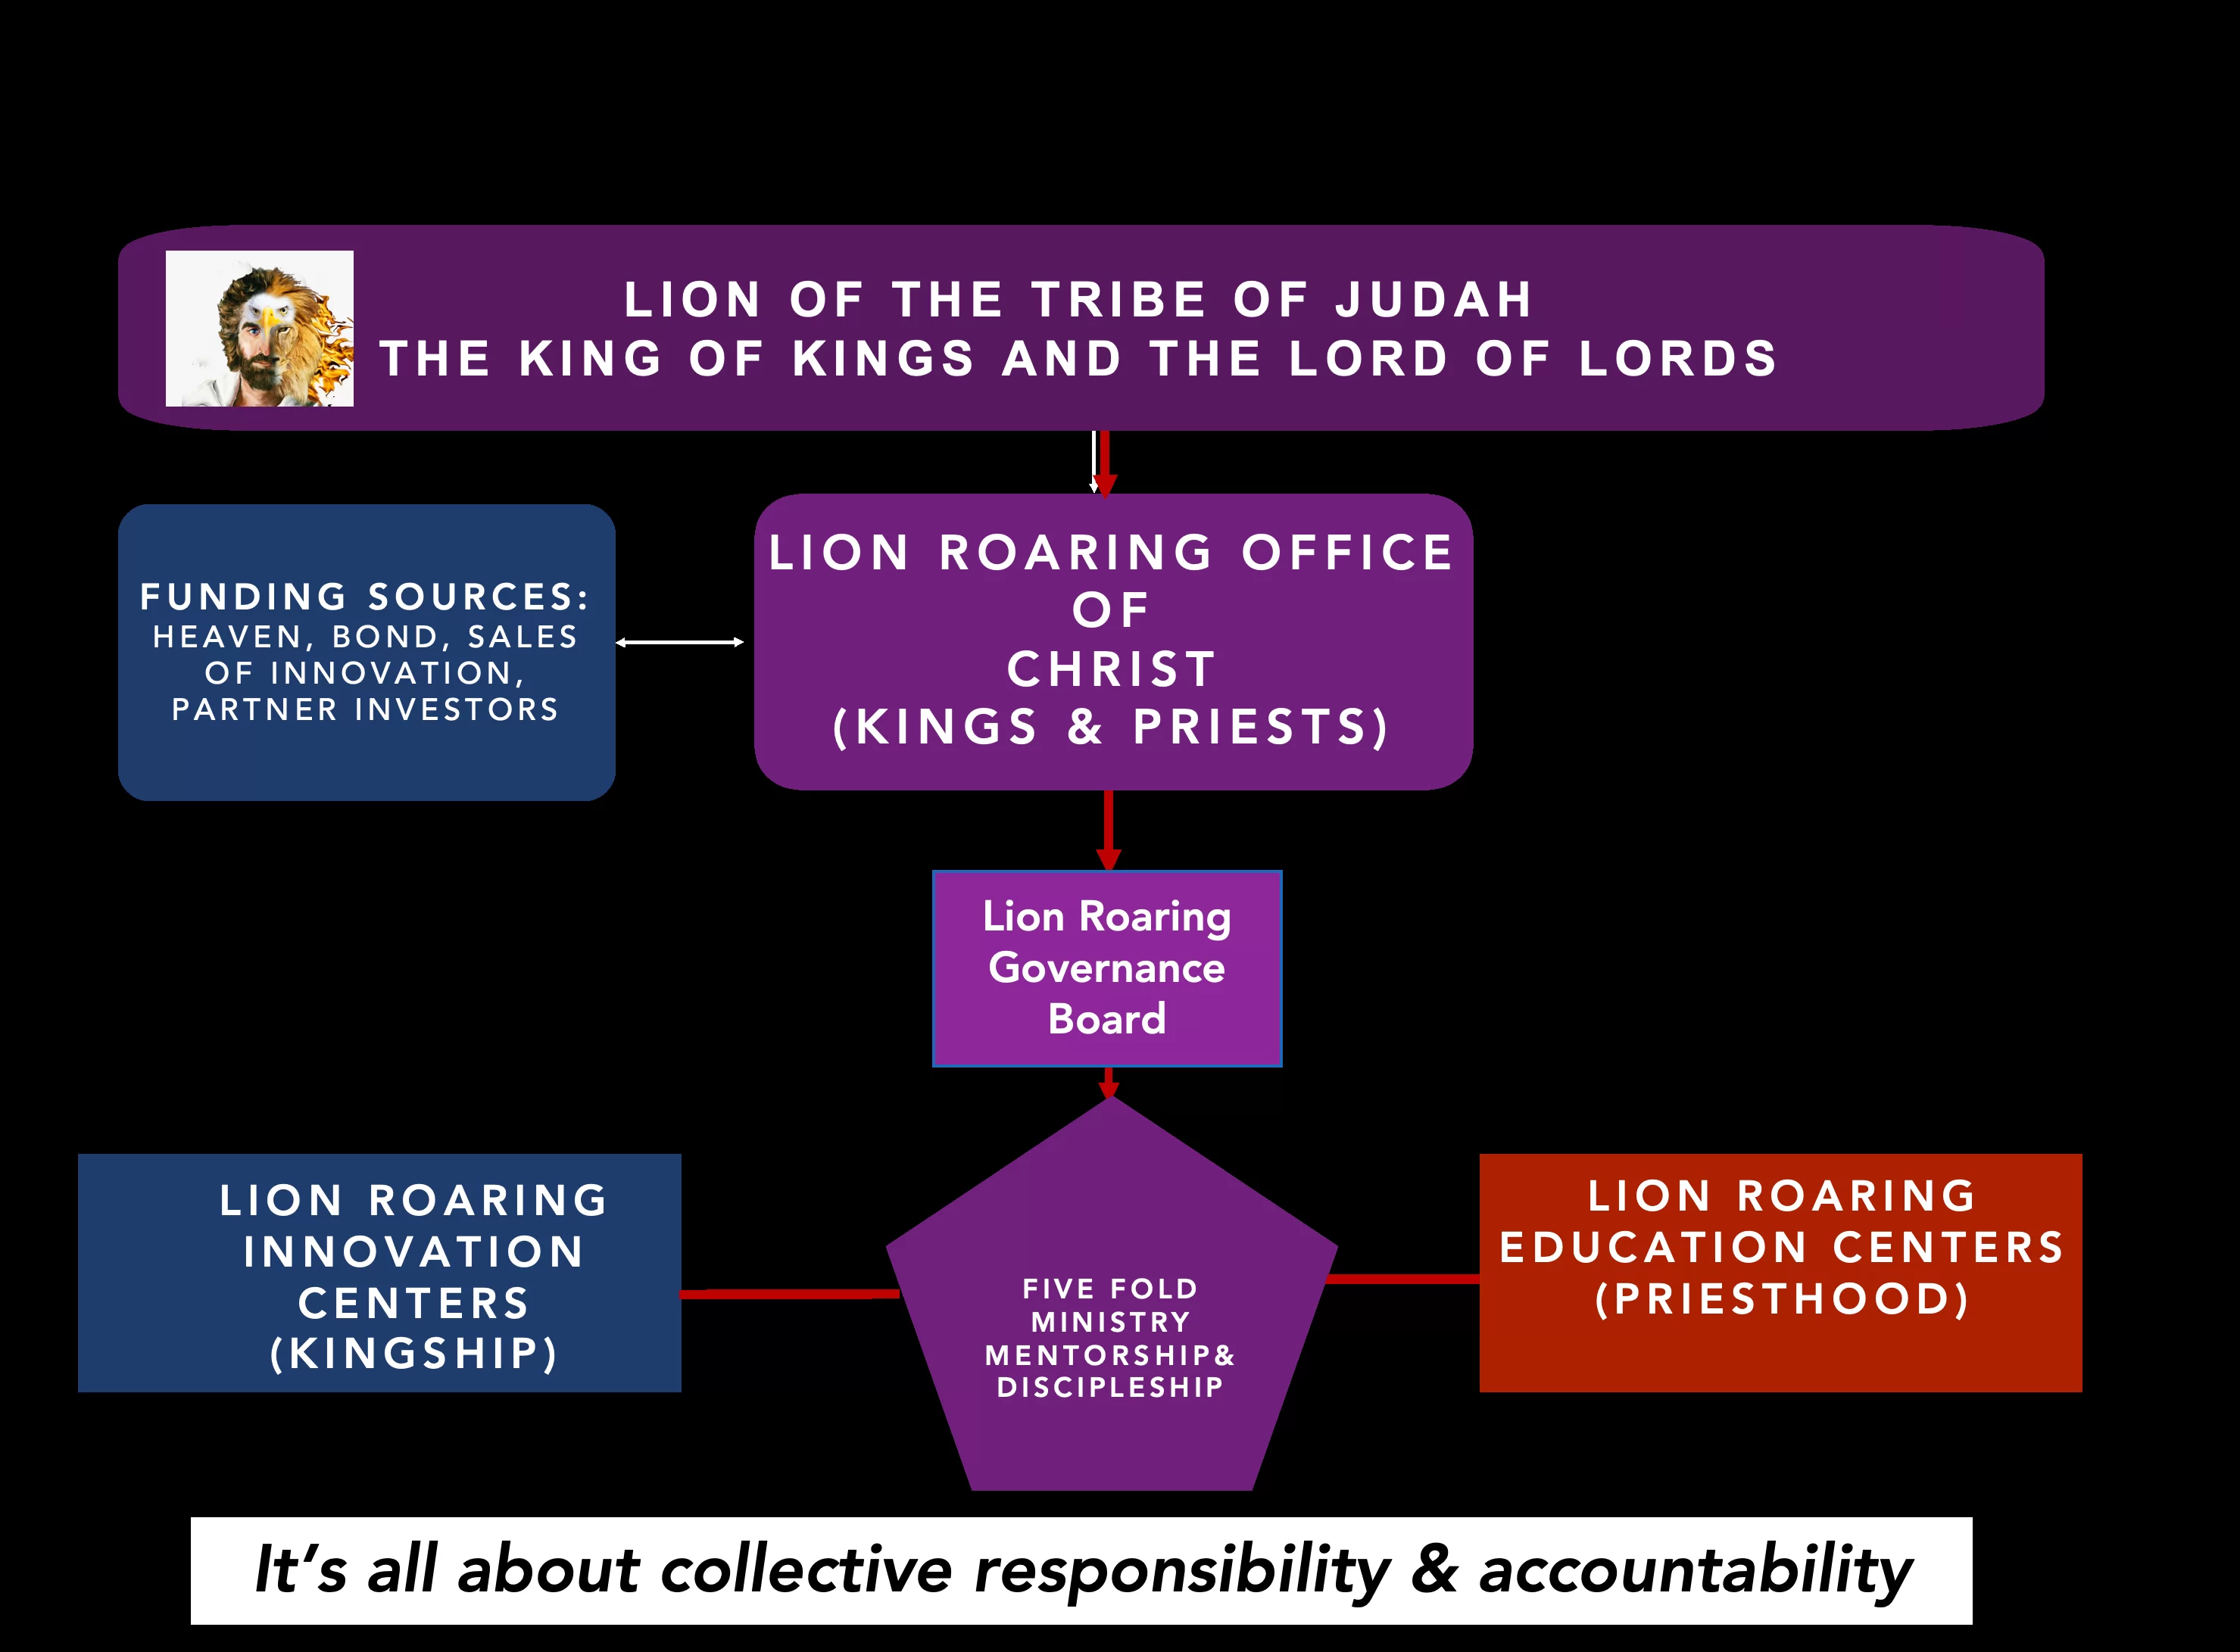 LION OF THE TRIBE OF JUDAH
THE KING OF KINGS AND THE LORD OF LORDS
FUNDING SOURCES:
HEAVEN, BOND, SALES
OF INNOVATION,
PARTNER INVESTORS
LION ROARING OFFICE
OF
CHRIST
(KINGS & PRIESTS)
Lion Roaring
Governance
Board
LION ROARING
INNOVATION
CENTERS
(KINGSHIP)
FIVE FOLD
MINISTRY
MENTORSHIP&
DISCIPLESHIP
LION ROARING
EDUCATION CENTERS
(PRIESTHOOD)
It’s all about collective responsibility & accountability